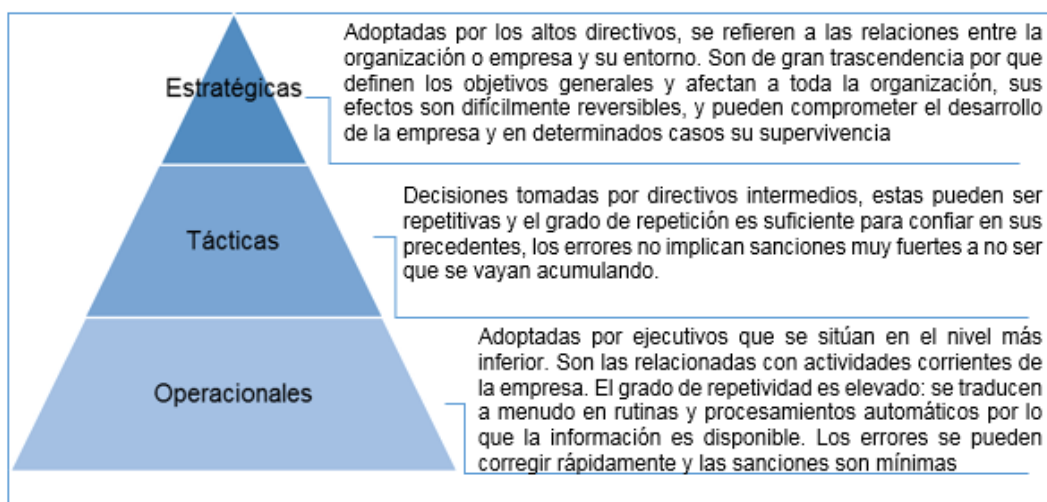 Estratégicas
Adoptadas por los altos directivos, se refieren a las relaciones entre la
organización o empresa y su entorno. Son de gran trascendencia por que
definen los objetivos generales y afectan a toda la organización, sus
efectos son difícilmente reversibles, y pueden comprometer el desarrollo
de la empresa y en determinados casos su supervivencia
Tácticas
Decisiones tomadas por directivos intermedios, estas pueden ser
repetitivas y el grado de repetición es suficiente para confiar en sus
precedentes, los errores no implican sanciones muy fuertes a no ser
que se vayan acumulando.
Operacionales
Adoptadas por ejecutivos que se sitúan en el nivel más
inferior. Son las relacionadas con actividades corrientes de
la empresa. El grado de repetividad es elevado: se traducen
a menudo en rutinas y procesamientos automáticos por lo
que la información es disponible. Los errores se pueden
corregir rápidamente y las sanciones son mínimas